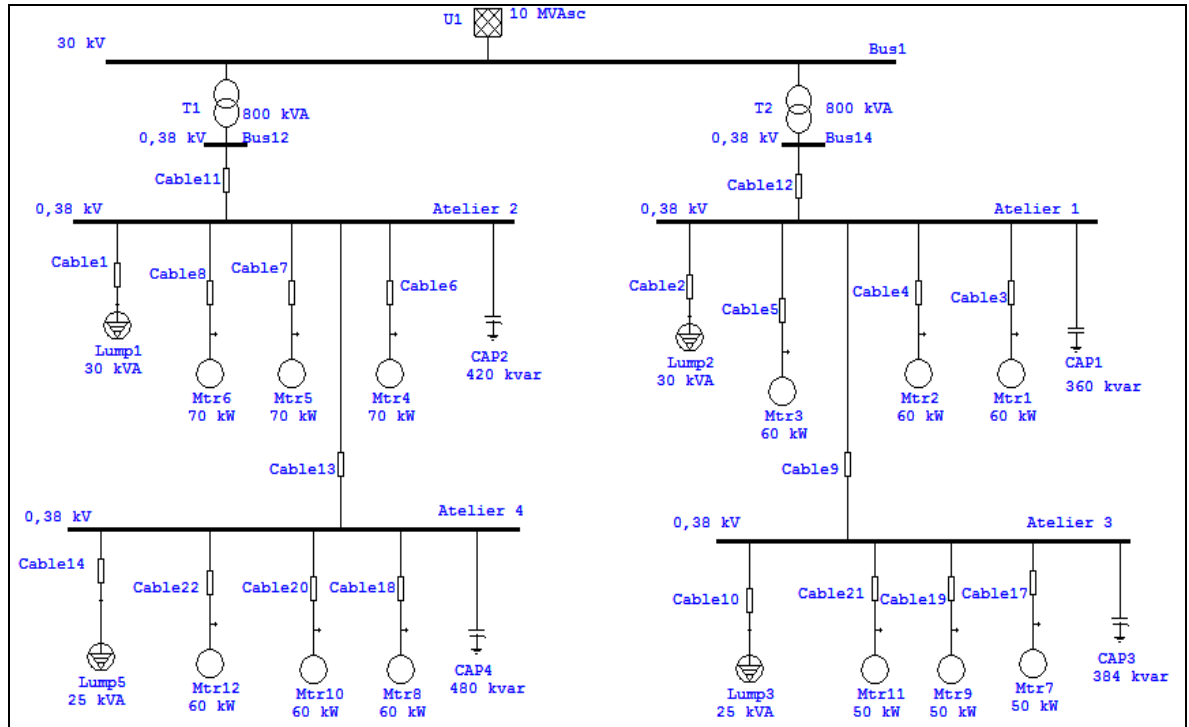 U1
10 MVAsc
30 kV
Bus1
T1
800 kVA
T2
800 kVA
0,38 kV
Bus12
0,38 kV
Bus14
Cable11
Cable12
0,38 kV
Atelier 2
0,38 kV
Atelier 1
Cable1
Cable8
Cable7
Cable6
Cable2
Cable5
Cable4
Cable3
Lump1
30 kVA
Mtr6
70 kW
Mtr5
70 kW
Mtr4
70 kW
CAP2
420 kvar
Lump2
30 kVA
Mtr3
60 kW
Mtr2
60 kW
Mtr1
60 kW
CAP1
360 kvar
Cable13
Cable9
0,38 kV
Atelier 4
0,38 kV
Atelier 3
Cable14
Cable22
Cable20
Cable18
Cable10
Cable21
Cable19
Cable17
Lump5
25 kVA
Mtr12
60 kW
Mtr10
60 kW
Mtr8
60 kW
CAP4
480 kvar
Lump3
25 kVA
Mtr11
50 kW
Mtr9
50 kW
Mtr7
50 kW
CAP3
384 kvar